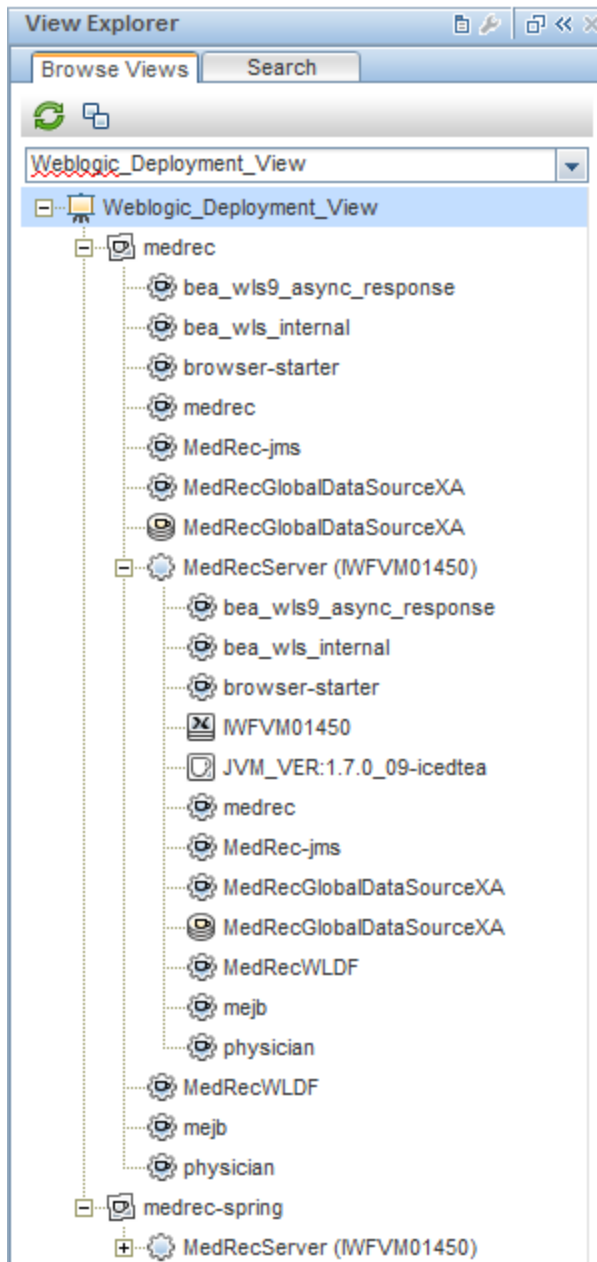 View Explorer
Browse Views
Search
Weblogic_Deployment_View
Weblogic_Deployment_View
medrec
bea_wls9_async_response
bea_wls_internal
browser-starter
medrec
MedRec-jms
MedRecGlobalDataSourceXA
MedRecGlobalDataSourceXA
MedRecServer (IWFVM01450)
bea_wls9_async_response
bea_wls_internal
browser-starter
IWFVM01450
JVM_VER:1.7.0_09-icedtea
medrec
MedRec-jms
MedRecGlobalDataSourceXA
MedRecGlobalDataSourceXA
MedRecWLDF
mejb
physician
MedRecWLDF
mejb
physician
medrec-spring
MedRecServer (IWFVM01450)